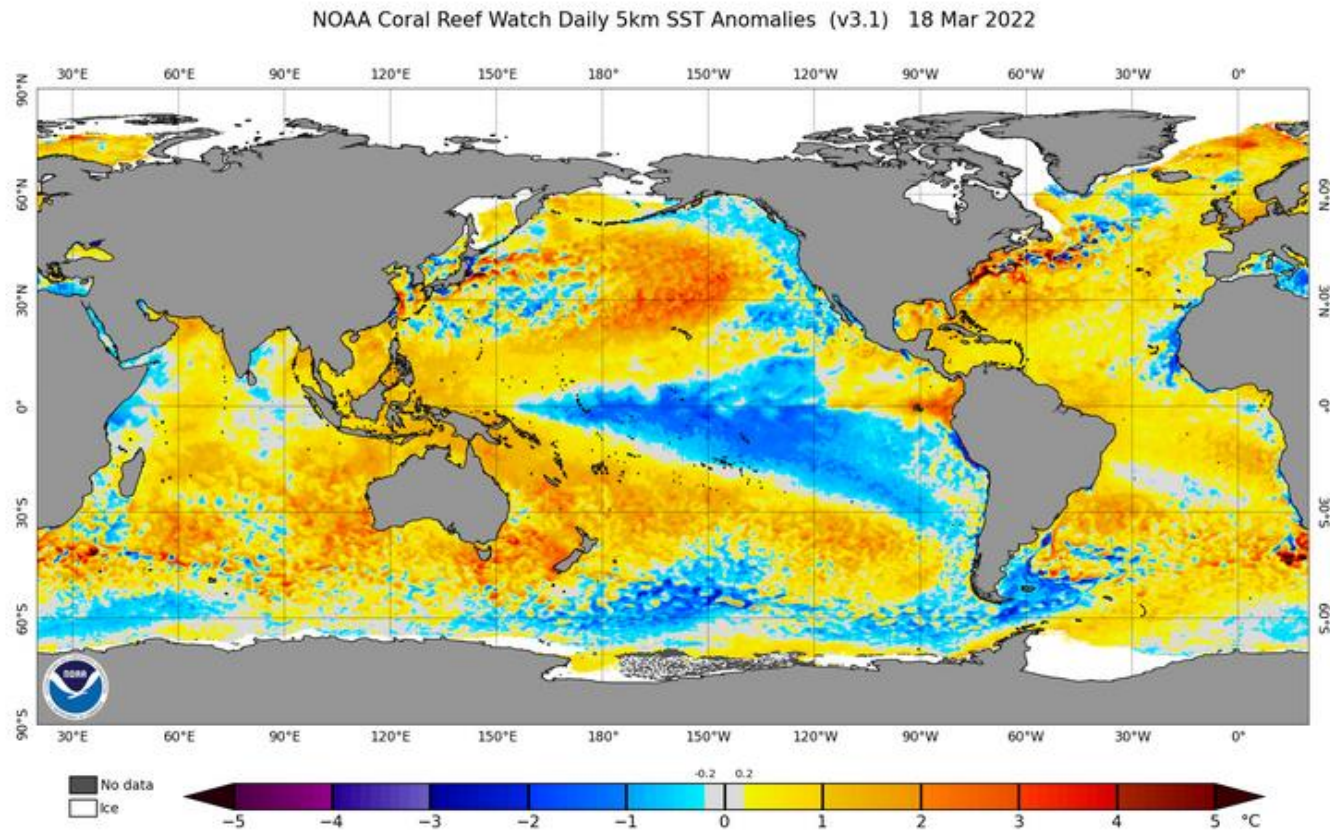 NOAA Coral Reef Watch Daily 5km SST Anomalies (v3.1) 18 Mar 2022
30°E 60°E 90°E 120°E 150°E 180° 150°W 120°W 90°W 60°W 30°W 0°
90°N
60°N 60°N
30°N 30°N
0° 0°
30°S 30°S
60°S 60°S
90°S
NOAA
30°E 60°E 90°E 120°E 150°E 180° 150°W 120°W 90°W 60°W 30°W 0°
-0.2 0.2
No data
Ice
−5 −4 −3 −2 −1 0 1 2 3 4 5 °C